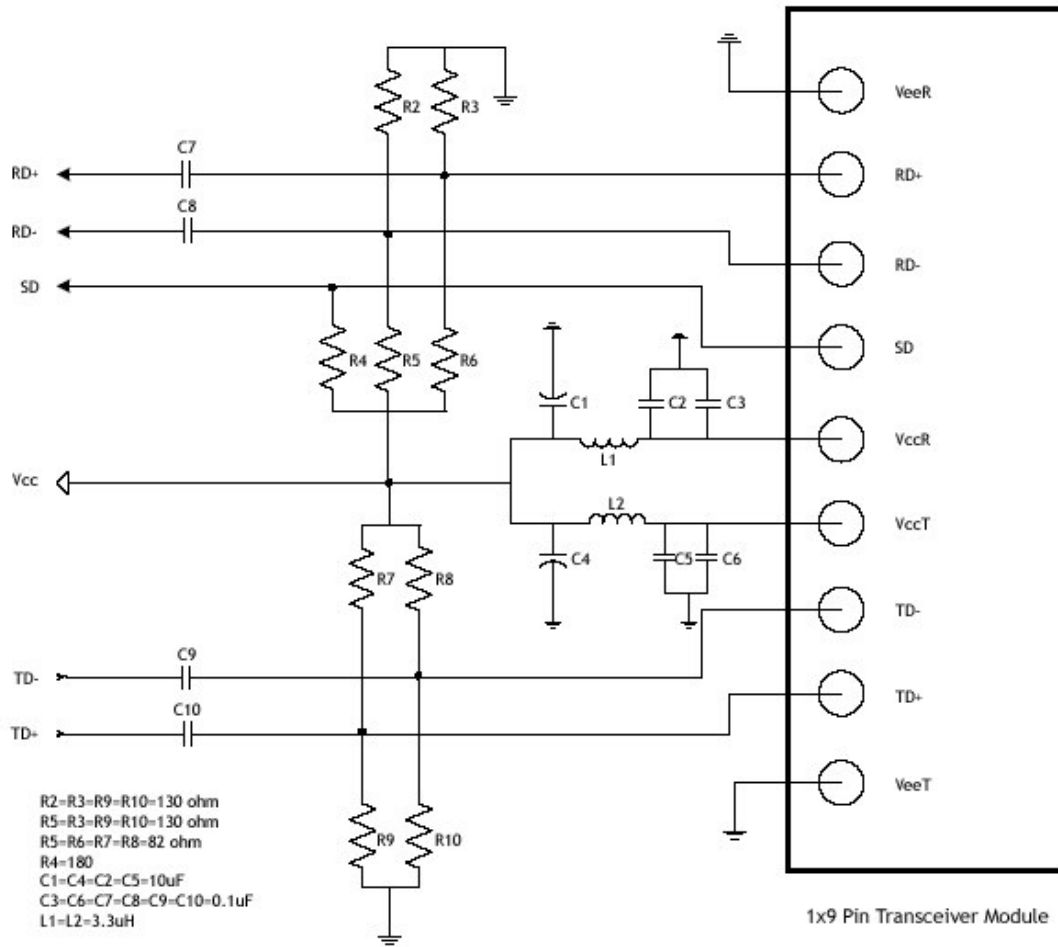 R2 R3
VeeR
C7
RD+ RD+
C8
RD- RD-
SD SD
R4 R5 R6
C1 C2 C3
VccR
L1
Vcc
L2
VccT
C4 C5 C6
R7 R8
TD-
C9
TD-
C10
TD+
TD+
VeeT
R9 R10
R2=R3=R9=R10=130 ohm
R5=R3=R9=R10=130 ohm
R5=R6=R7=R8=82 ohm
R4=180
C1=C4=C2=C5=10uF
C3=C6=C7=C8=C9=C10=0.1uF
L1=L2=3.3uH
1x9 Pin Transceiver Module